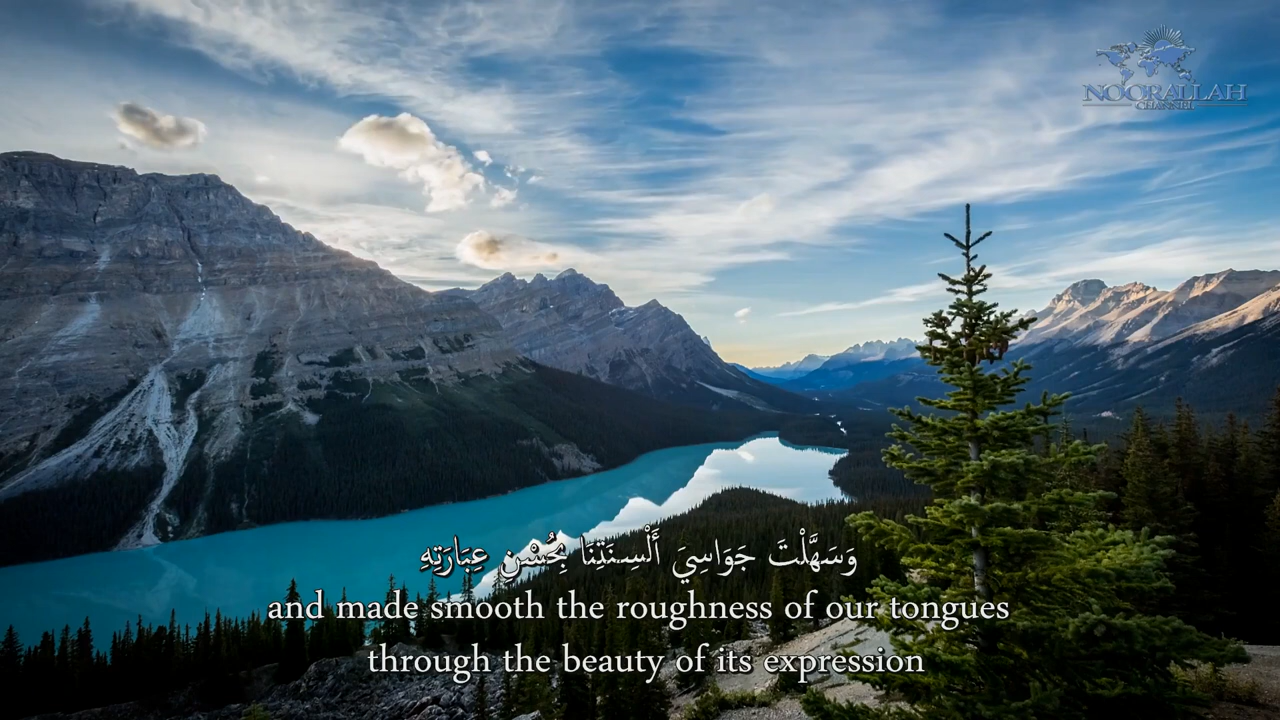 NOORALLAH
CHANNEL
وَسَهَّلْتَ جَوَاسِيَ أَلْسِنَتِنَا بِحُسْنِ عِبَارَتِهِ
and made smooth the roughness of our tongues
through the beauty of its expression